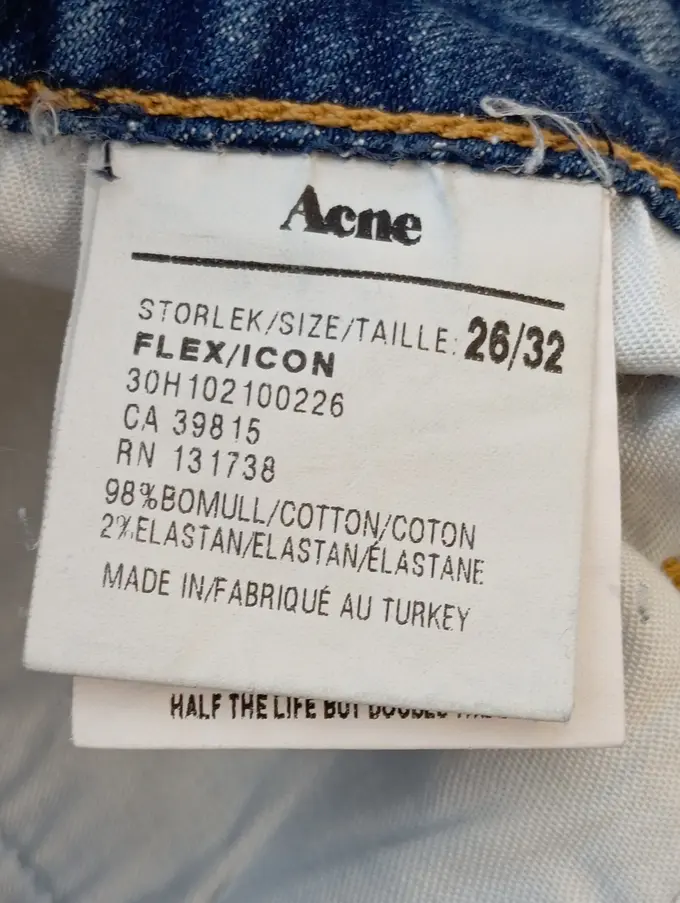 Acne
STORLEK/SIZE/TAILLE: 26/32
FLEX/ICON
30H102100226
CA 39815
RN 131738
98%BOMULL/COTTON/COTON
2%ELASTAN/ELASTAN/ÉLASTANE
MADE IN/FABRIQUÉ AU TURKEY
HALF THE LIFE BUT DOUBLE